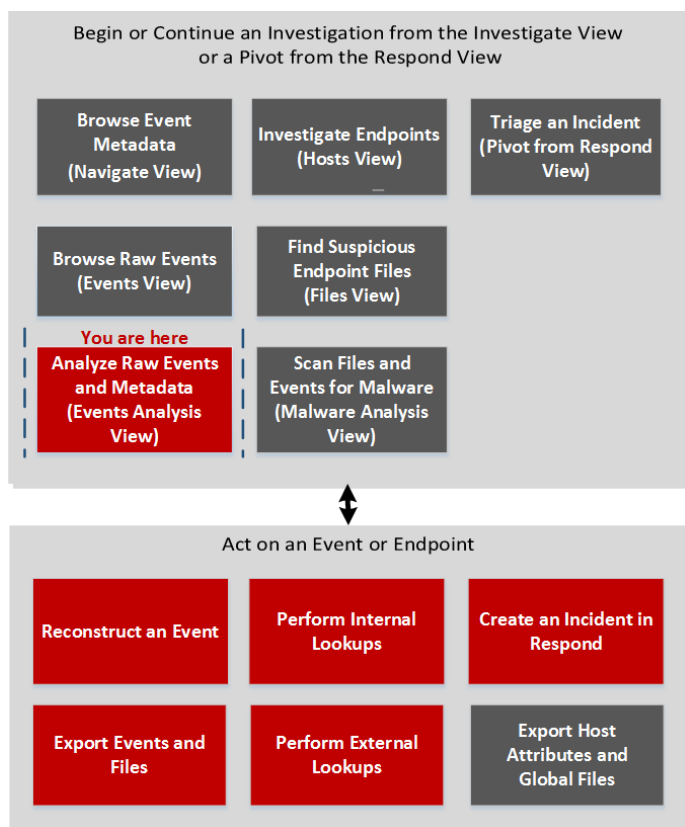 Begin or Continue an Investigation from the Investigate View
or a Pivot from the Respond View
Browse Event
Metadata
(Navigate View)
Investigate Endpoints
(Hosts View)
Triage an Incident
(Pivot from Respond
View)
Browse Raw Events
(Events View)
Find Suspicious
Endpoint Files
(Files View)
You are here
Analyze Raw Events
and Metadata
(Events Analysis
View)
Scan Files and
Events for Malware
(Malware Analysis
View)
Act on an Event or Endpoint
Reconstruct an Event
Perform Internal
Lookups
Create an Incident in
Respond
Export Events and
Files
Perform External
Lookups
Export Host
Attributes and
Global Files